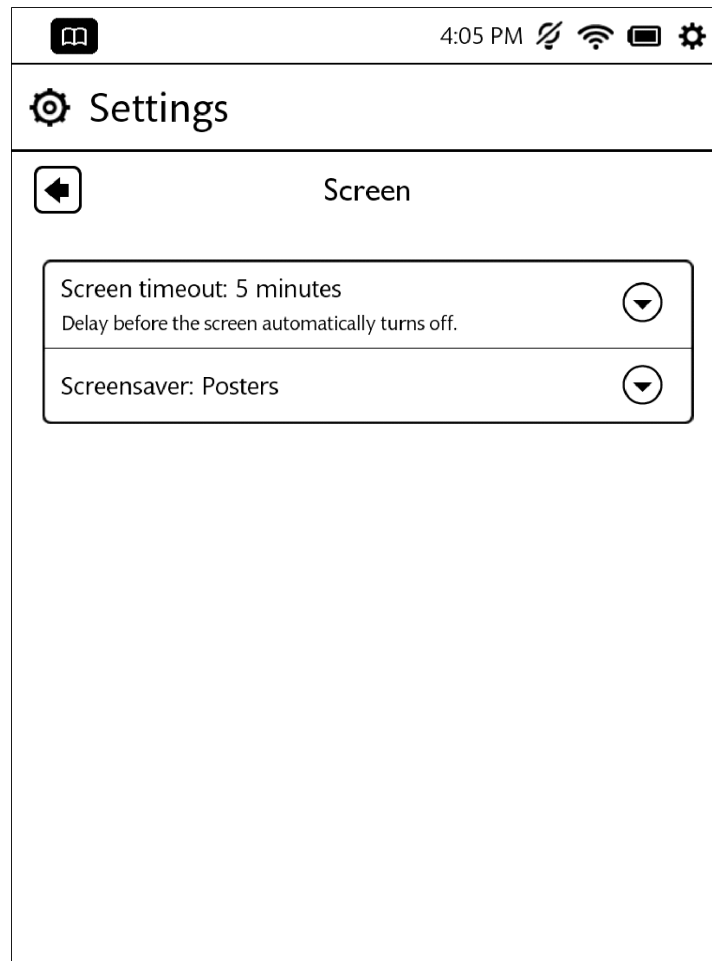 4:05 PM
Settings
Screen
Screen timeout: 5 minutes
Delay before the screen automatically turns off.
Screensaver: Posters